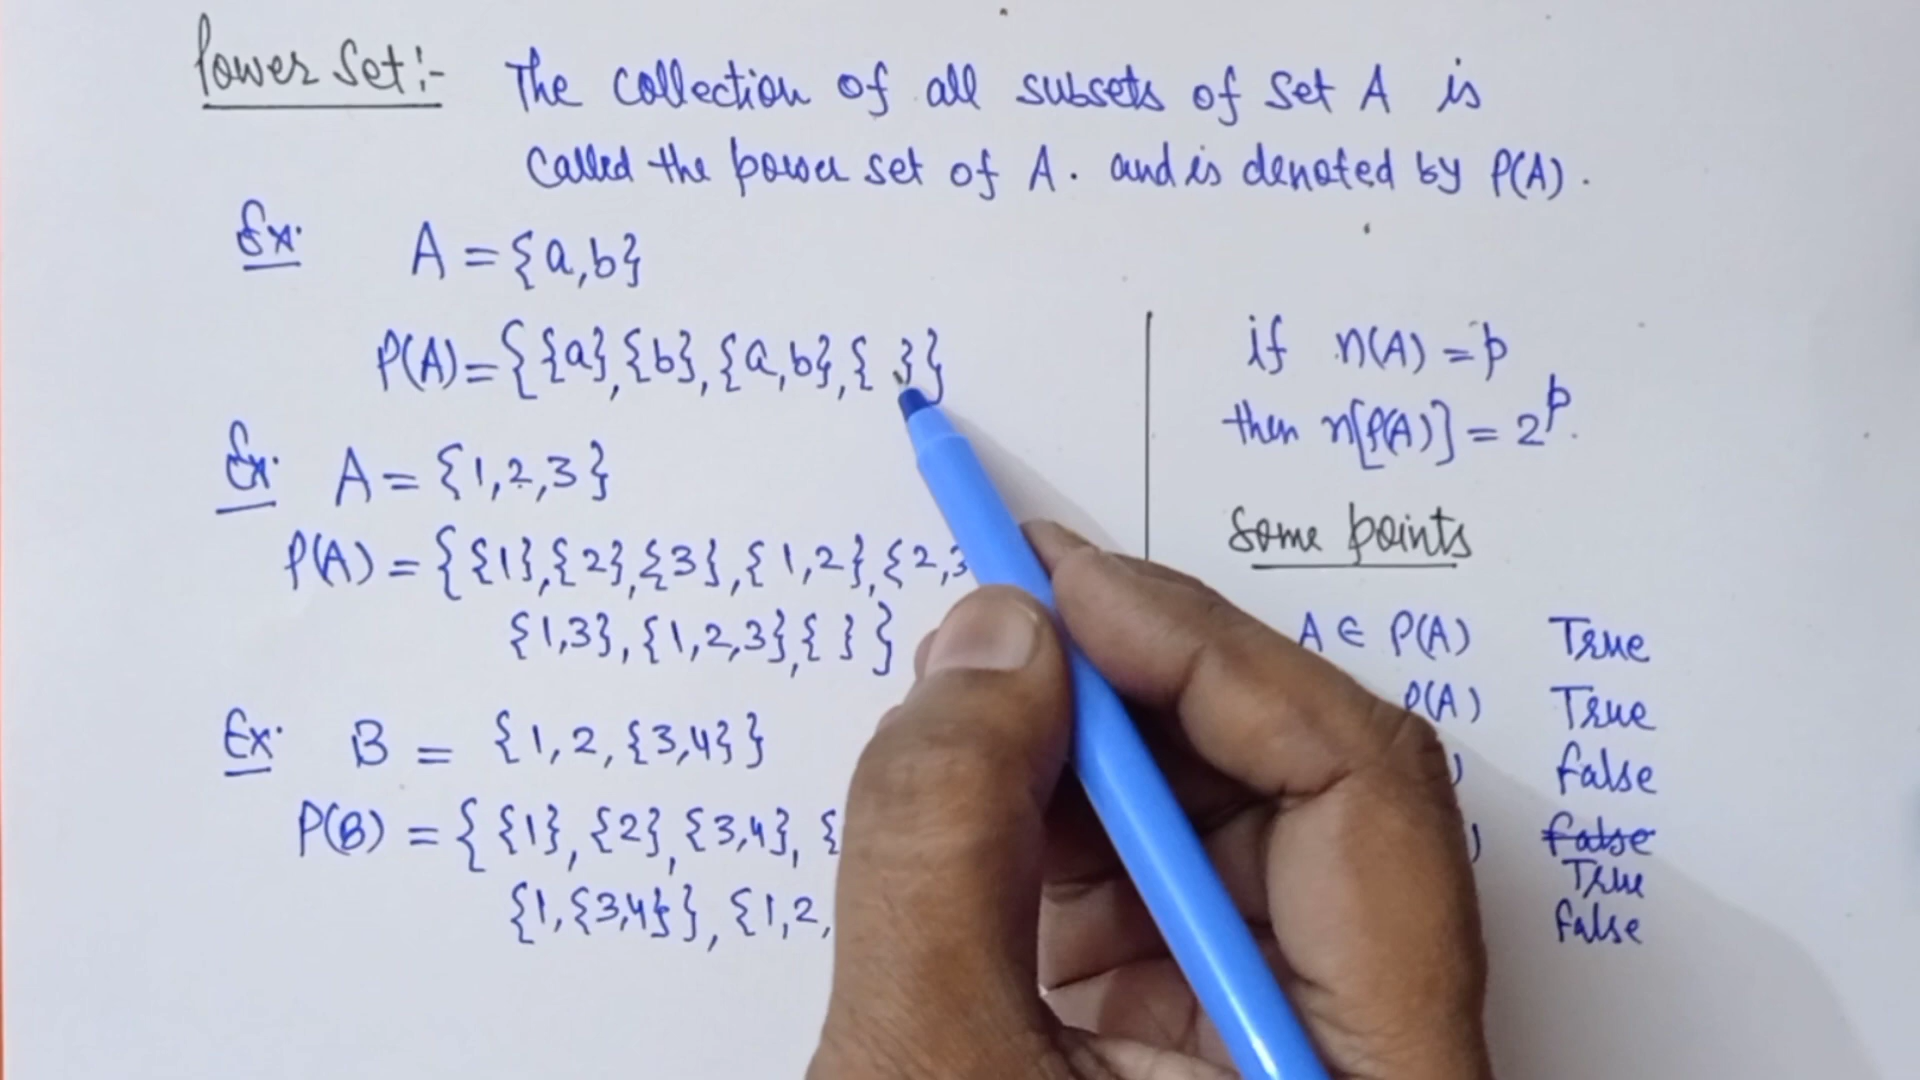 Power Set:- The collection of all subsets of Set A is
called the power set of A. and is denoted by P(A).
Ex. A = {a,b}
P(A) = { {a}, {b}, {a,b}, { } }
Ex. A = {1,2,3}
P(A) = { {1}, {2}, {3}, {1,2}, {2,3
{1,3}, {1,2,3}, { } }
Ex. B = {1,2,{3,4}}
P(B) = { {1}, {2}, {3,4}, {
{1,{3,4}}, {1,2,
if n(A) = p
then n[P(A)] = 2^p.
Some points
A ∈ P(A) True
P(A) True
) False
) False
True
False